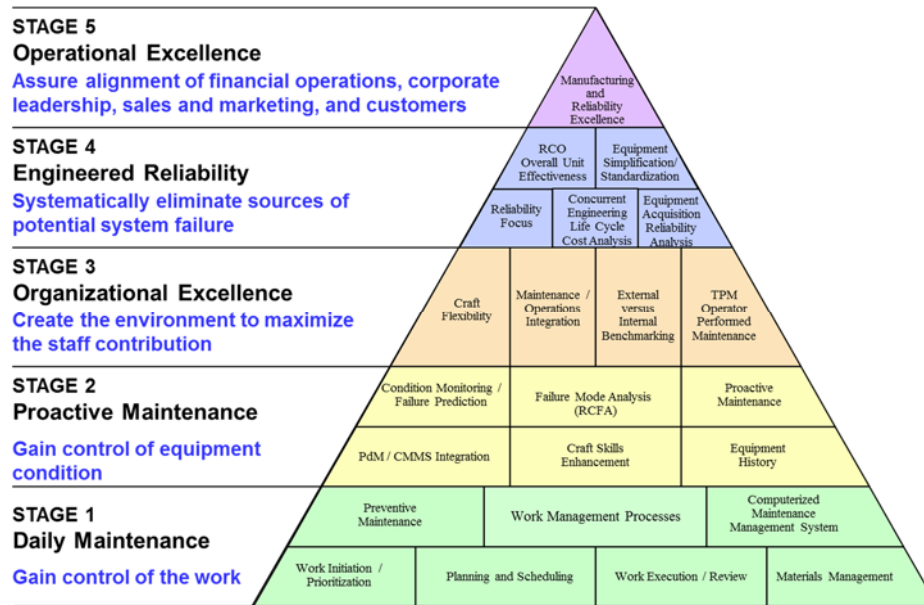 STAGE 5
Operational Excellence
Assure alignment of financial operations, corporate
leadership, sales and marketing, and customers
Manufacturing
and
Reliability
Excellence
STAGE 4
Engineered Reliability
Systematically eliminate sources of
potential system failure
RCO
Overall Unit
Effectiveness
Equipment
Simplification/
Standardization
Reliability
Focus
Concurrent
Engineering
Life Cycle
Cost Analysis
Equipment
Acquisition
Reliability
Analysis
STAGE 3
Organizational Excellence
Create the environment to maximize
the staff contribution
Craft
Flexibility
Maintenance /
Operations
Integration
External
versus
Internal
Benchmarking
TPM
Operator
Performed
Maintenance
STAGE 2
Proactive Maintenance
Gain control of equipment
condition
Condition Monitoring /
Failure Prediction
Failure Mode Analysis
(RCFA)
Proactive
Maintenance
PdM / CMMS Integration
Craft Skills
Enhancement
Equipment
History
STAGE 1
Daily Maintenance
Gain control of the work
Preventive
Maintenance
Work Management Processes
Computerized
Maintenance
Management System
Work Initiation /
Prioritization
Planning and Scheduling
Work Execution / Review
Materials Management